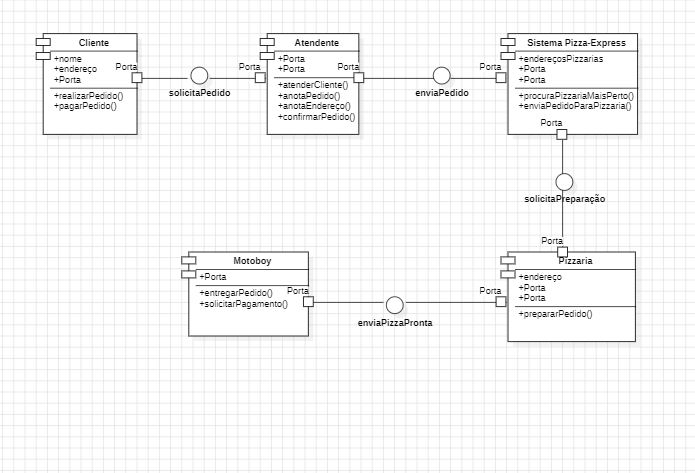 Cliente
+nome
+endereço
+Porta
+realizarPedido()
+pagarPedido()
Porta
solicitaPedido
Porta
Atendente
+Porta
+Porta
+atenderCliente()
+anotaPedido()
+anotaEndereço()
+confirmarPedido()
Porta
enviaPedido
Porta
Sistema Pizza-Express
+endereçosPizzarias
+Porta
+Porta
+procuraPizzariaMaisPerto()
+enviaPedidoParaPizzaria()
Porta
solicitaPreparação
Porta
Motoboy
+Porta
+entregarPedido()
+solicitarPagamento()
Porta
enviaPizzaPronta
Porta
Pizzaria
+endereço
+Porta
+Porta
+prepararPedido()